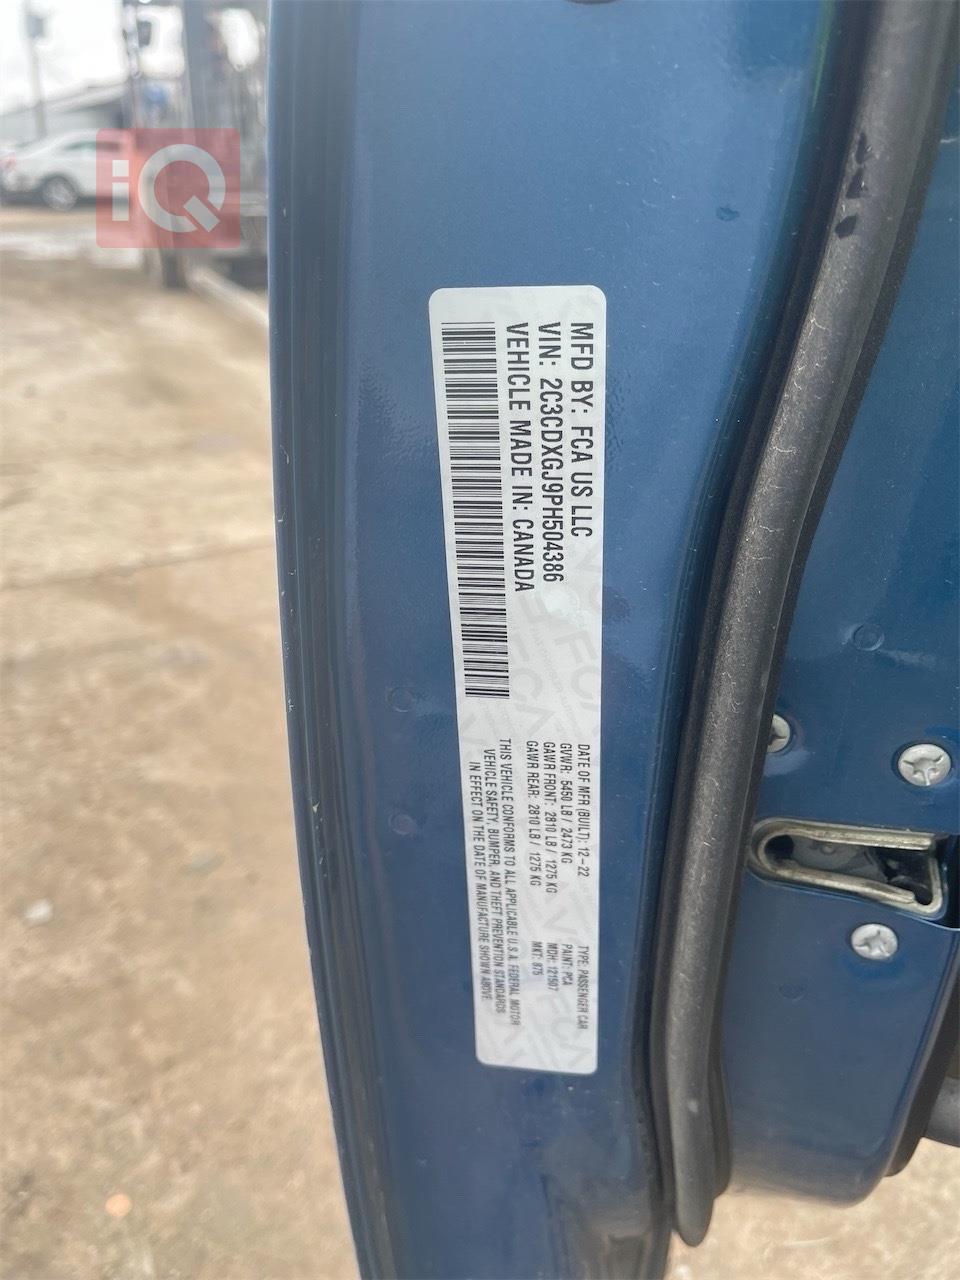 iQ
MFD BY: FCA US LLC
VIN: 2C3CDXGJ9PH504386
VEHICLE MADE IN: CANADA
DATE OF MFR (BUILT): 12-22
GVWR: 5450 LB / 2473 KG
GAWR FRONT: 2810 LB / 1275 KG
GAWR REAR: 2810 LB / 1275 KG
TYPE: PASSENGER CAR
PAINT: PCA
MDH: 121507
MKT: 875
THIS VEHICLE CONFORMS TO ALL APPLICABLE U.S.A. FEDERAL MOTOR
VEHICLE SAFETY, BUMPER, AND THEFT PREVENTION STANDARDS
IN EFFECT ON THE DATE OF MANUFACTURE SHOWN ABOVE.